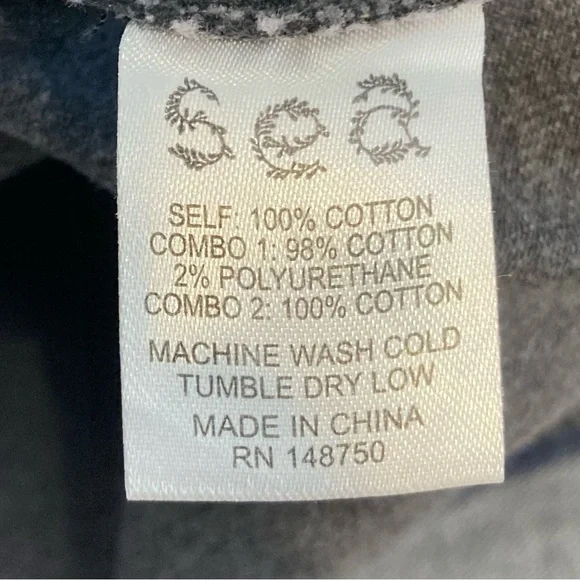 SELF: 100% COTTON
COMBO 1: 98% COTTON
2% POLYURETHANE
COMBO 2: 100% COTTON
MACHINE WASH COLD
TUMBLE DRY LOW
MADE IN CHINA
RN 148750